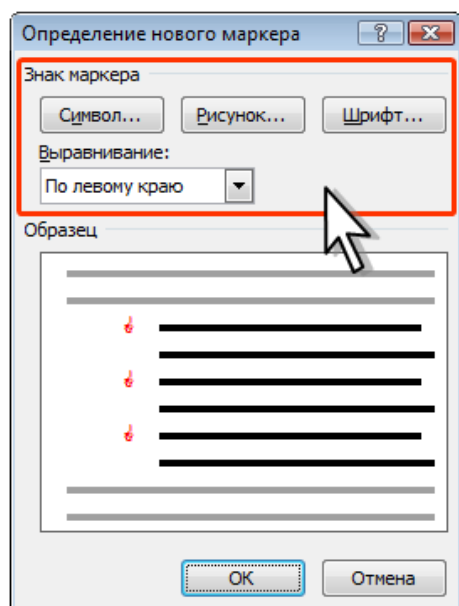 Определение нового маркера
Знак маркера
Символ... Рисунок... Шрифт...
Выравнивание:
По левому краю
Образец
ОК Отмена